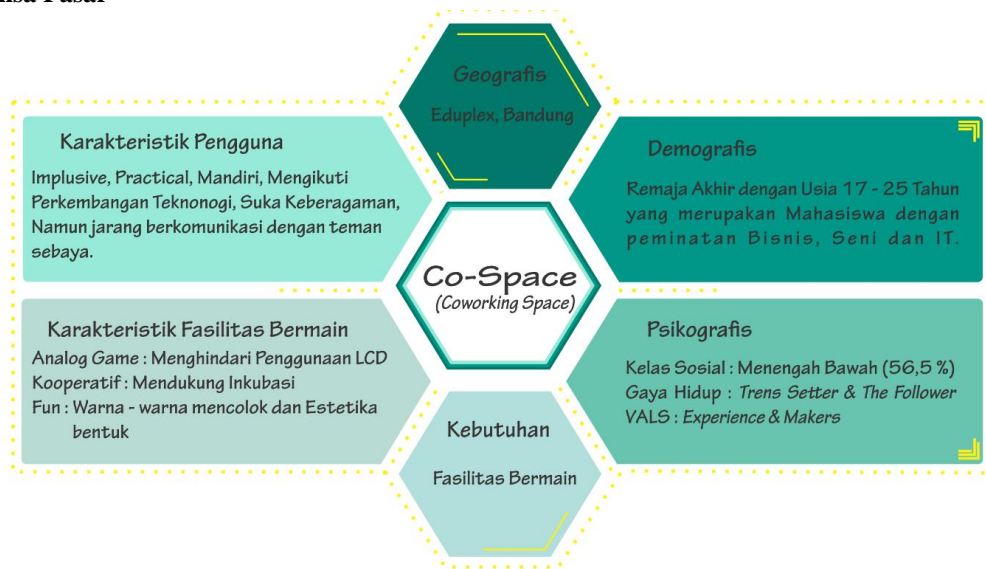 Geografis
Eduplex, Bandung
Karakteristik Pengguna
Implusive, Practical, Mandiri, Mengikuti
Perkembangan Teknonogi, Suka Keberagaman,
Namun jarang berkomunikasi dengan teman
sebaya.
Demografis
Remaja Akhir dengan Usia 17 - 25 Tahun
yang merupakan Mahasiswa dengan
peminatan Bisnis, Seni dan IT.
Co-Space
(Coworking Space)
Karakteristik Fasilitas Bermain
Analog Game : Menghindari Penggunaan LCD
Kooperatif : Mendukung Inkubasi
Fun : Warna - warna mencolok dan Estetika
bentuk
Psikografis
Kelas Sosial : Menengah Bawah (56,5 %)
Gaya Hidup : Trens Setter & The Follower
VALS : Experience & Makers
Kebutuhan
Fasilitas Bermain